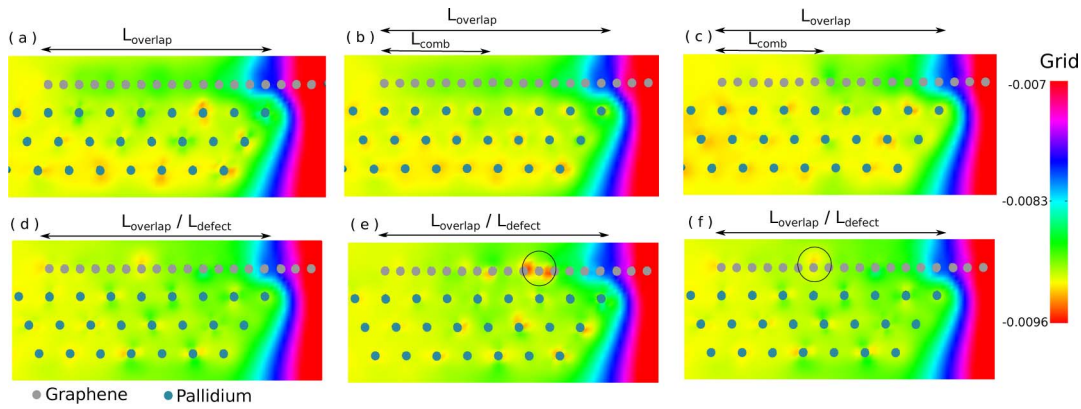 L_overlap
L_overlap
L_overlap
( a )
( b )
L_comb
( c )
L_comb
Grid
-0.007
-0.0083
-0.0096
( d )
L_overlap / L_defect
( e )
L_overlap / L_defect
( f )
L_overlap / L_defect
Graphene
Pallidium